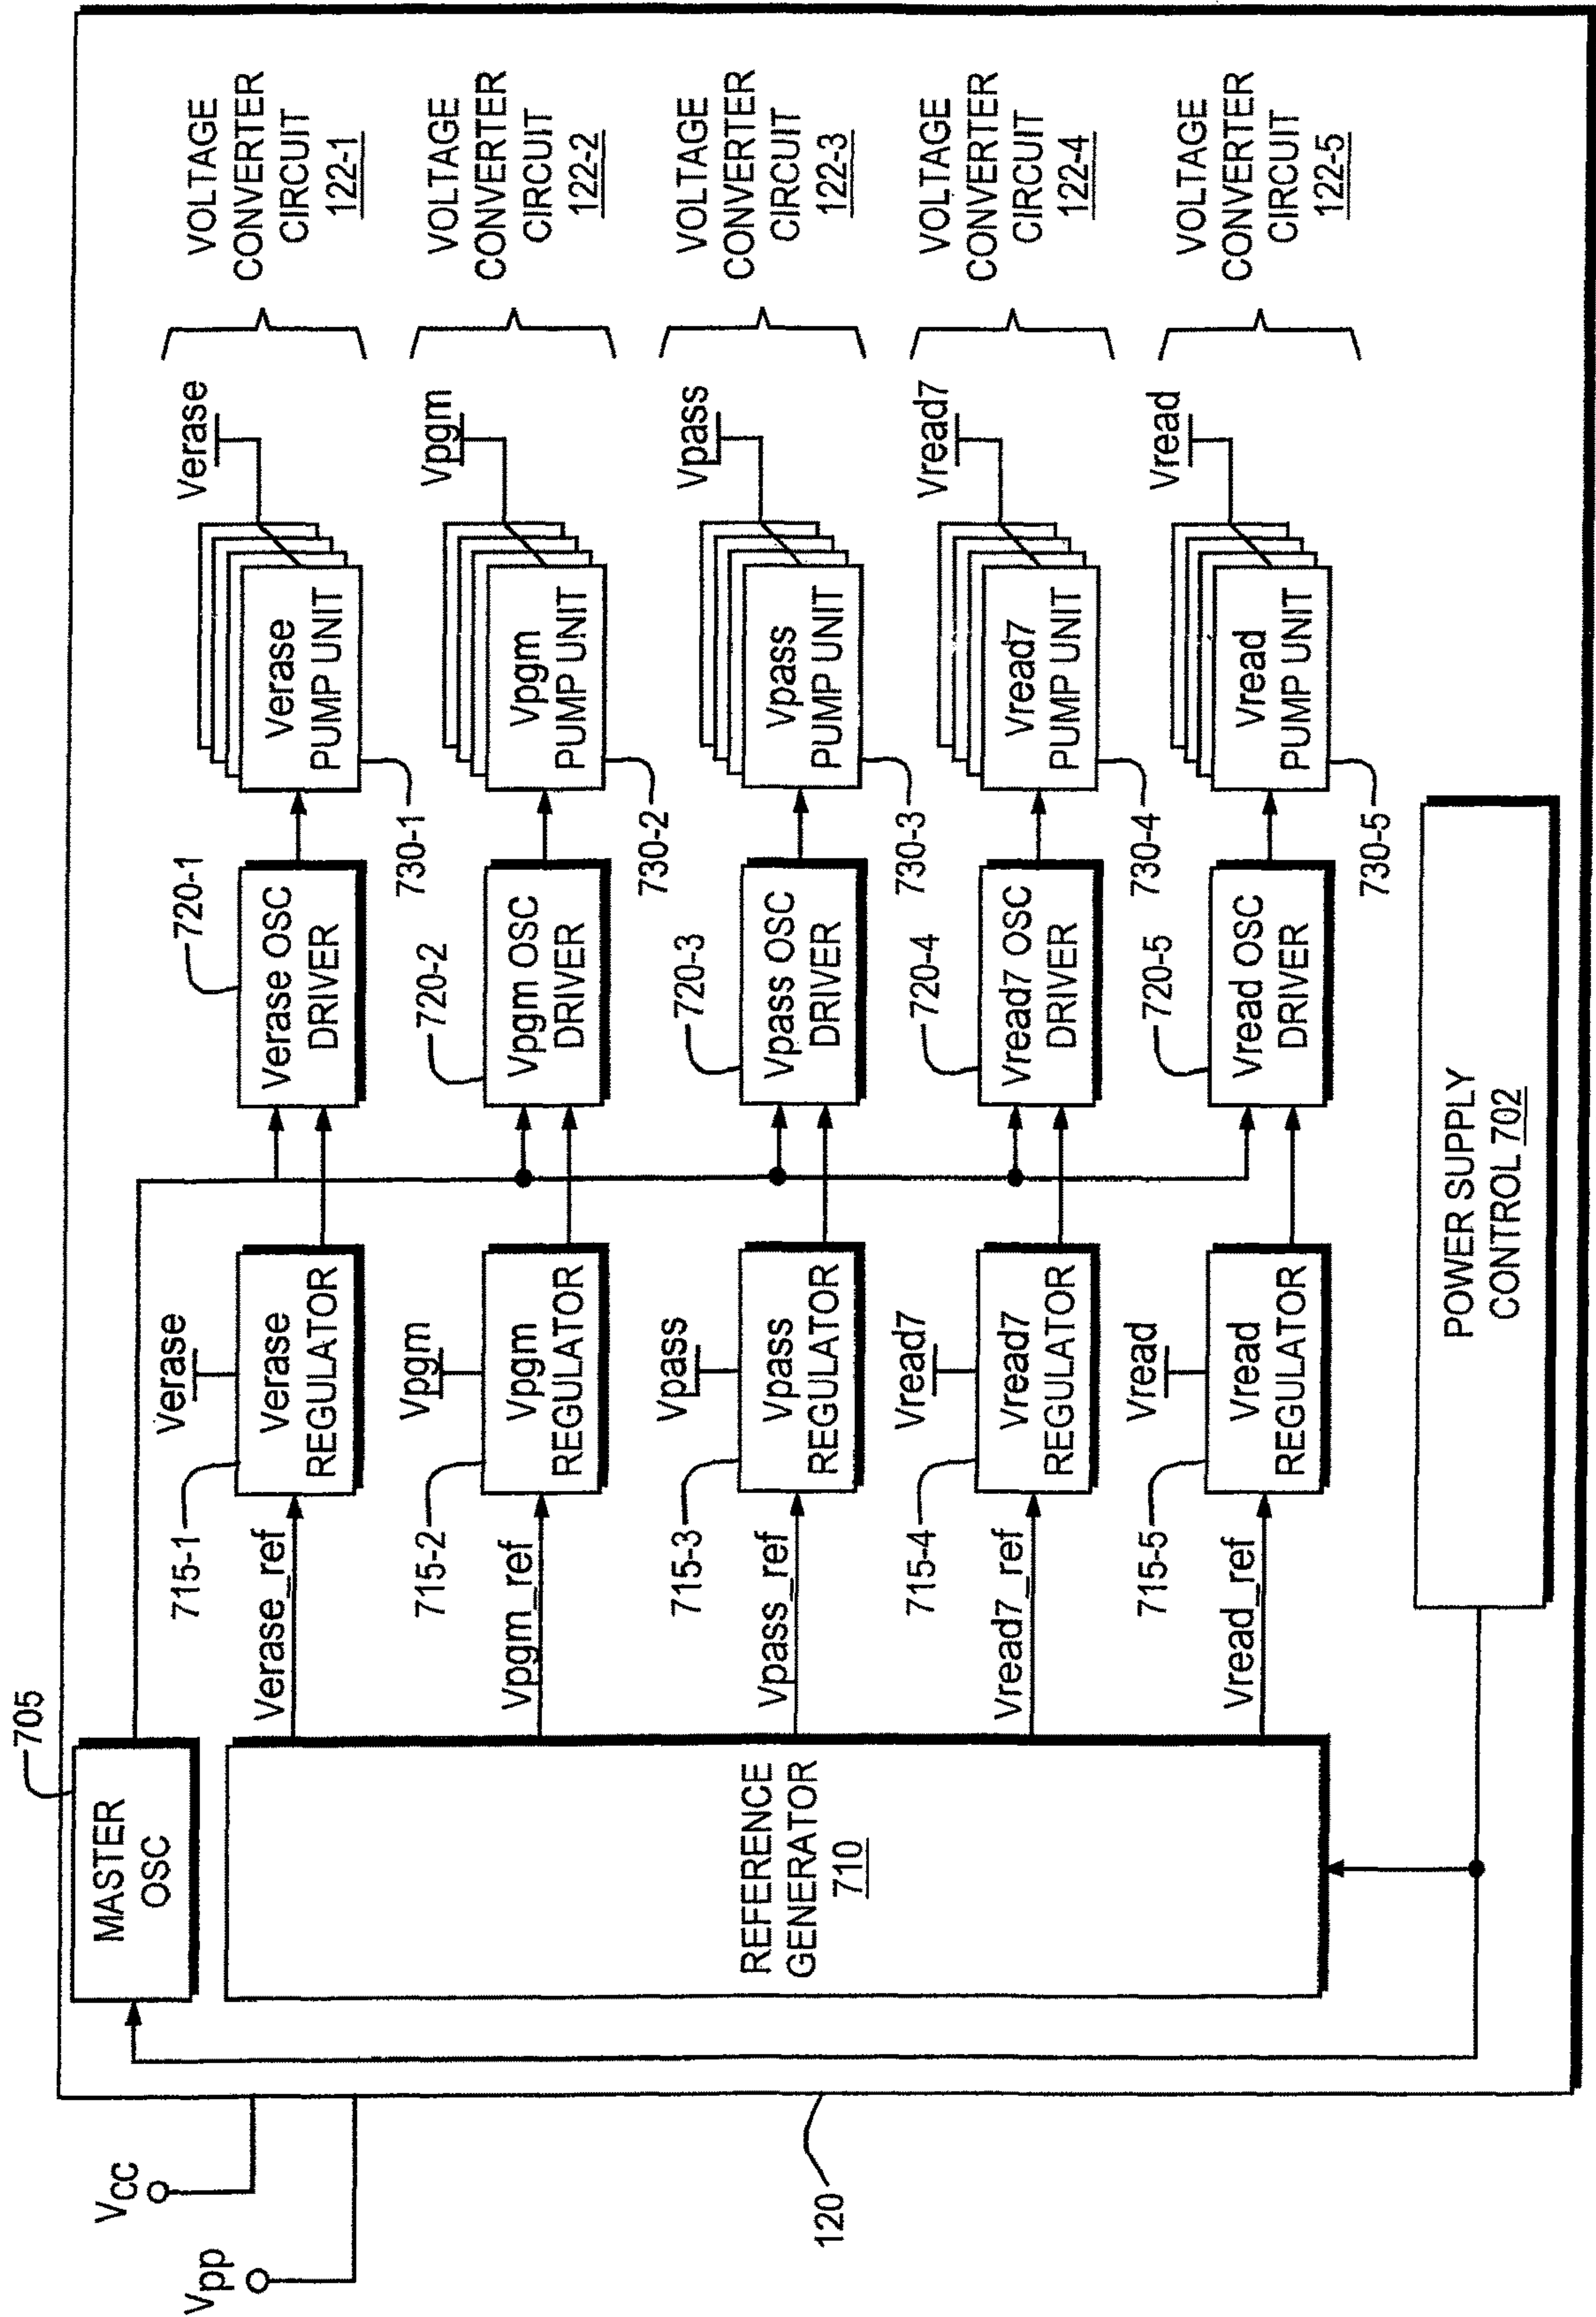 Vpp
Vcc
120
705
MASTER
OSC
REFERENCE
GENERATOR
710
POWER SUPPLY
CONTROL 702
Verase_ref
715-1
Verase
Verase
REGULATOR
720-1
Verase OSC
DRIVER
730-1
Verase
PUMP UNIT
Verase
VOLTAGE
CONVERTER
CIRCUIT
122-1
Vpgm_ref
715-2
Vpgm
Vpgm
REGULATOR
720-2
Vpgm OSC
DRIVER
730-2
Vpgm
PUMP UNIT
Vpgm
VOLTAGE
CONVERTER
CIRCUIT
122-2
Vpass_ref
715-3
Vpass
Vpass
REGULATOR
720-3
Vpass OSC
DRIVER
730-3
Vpass
PUMP UNIT
Vpass
VOLTAGE
CONVERTER
CIRCUIT
122-3
Vread7_ref
715-4
Vread7
Vread7
REGULATOR
720-4
Vread7 OSC
DRIVER
730-4
Vread7
PUMP UNIT
Vread7
VOLTAGE
CONVERTER
CIRCUIT
122-4
Vread_ref
715-5
Vread
Vread
REGULATOR
720-5
Vread OSC
DRIVER
730-5
Vread
PUMP UNIT
Vread
VOLTAGE
CONVERTER
CIRCUIT
122-5